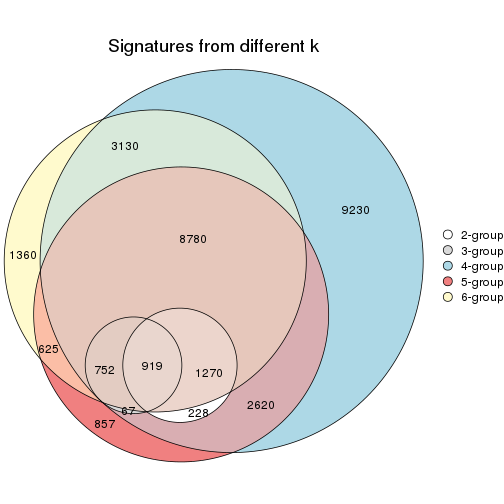 Signatures from different k
3130
9230
8780
1360
625
752
919
1270
67
228
2620
857
2-group
3-group
4-group
5-group
6-group